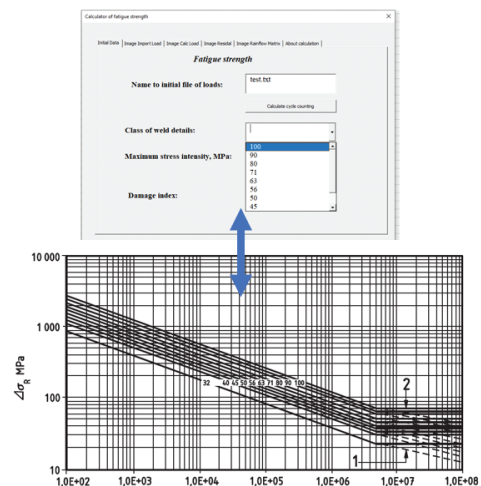 Calculator of fatigue strength
Initial Data | Image Import Load | Image Calc Load | Image Residal | Image Rainflow Matrix | About calculation
Fatigue strength
Name to initial file of loads:
test.tst
Calculate cycle counting
Class of weld details:
100
90
80
71
63
56
50
45
Maximum stress intensity, MPa:
Damage index:
10 000
1 000
100
10
Δσ_R MPa
32 40 45 50 56 63 71 80 90 100
2
1
1,0E+02 1,0E+03 1,0E+04 1,0E+05 1,0E+06 1,0E+07 1,0E+08